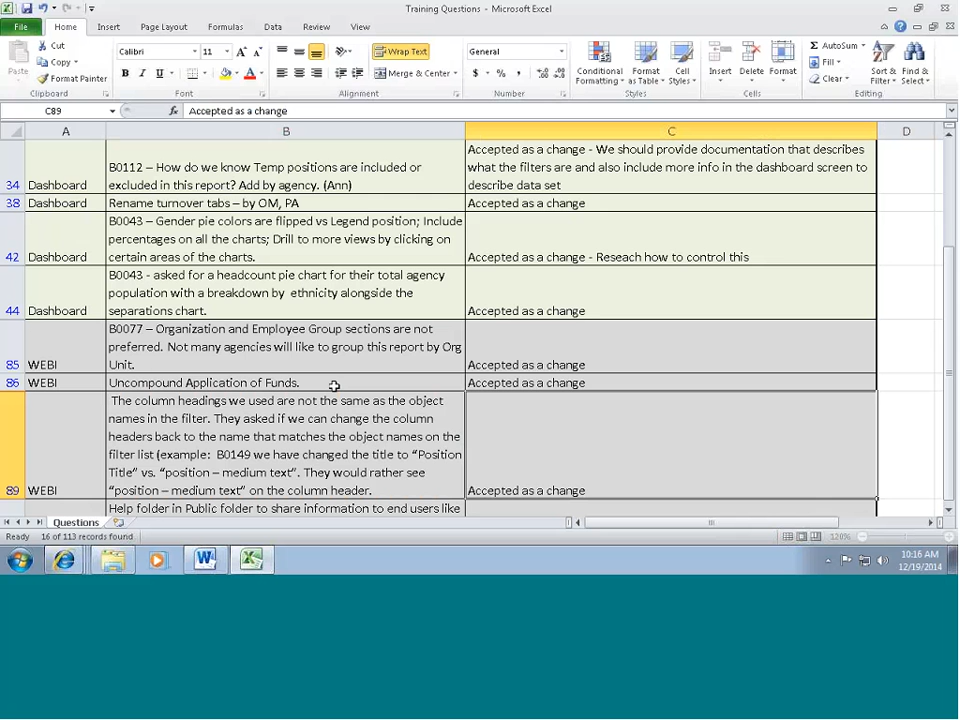 Training Questions - Microsoft Excel
File Home Insert Page Layout Formulas Data Review View
Paste
Cut
Copy
Format Painter
Clipboard
Calibri 11
B I U
Font
Wrap Text
Merge & Center
Alignment
General
$ % ,
Number
Conditional Formatting
Format as Table
Cell Styles
Styles
Insert Delete Format
Cells
Σ AutoSum
Fill
Clear
Sort & Filter
Find & Select
Editing
C89 fx Accepted as a change
A B C D
34 Dashboard
B0112 – How do we know Temp positions are included or
excluded in this report? Add by agency. (Ann)
Accepted as a change - We should provide documentation that describes
what the filters are and also include more info in the dashboard screen to
describe data set
38 Dashboard Rename turnover tabs – by OM, PA Accepted as a change
42 Dashboard
B0043 – Gender pie colors are flipped vs Legend position; Include
percentages on all the charts; Drill to more views by clicking on
certain areas of the charts.
Accepted as a change - Reseach how to control this
44 Dashboard
B0043 - asked for a headcount pie chart for their total agency
population with a breakdown by ethnicity alongside the
separations chart.
Accepted as a change
85 WEBI
B0077 – Organization and Employee Group sections are not
preferred. Not many agencies will like to group this report by Org
Unit.
Accepted as a change
86 WEBI Uncompound Application of Funds. Accepted as a change
89 WEBI
The column headings we used are not the same as the object
names in the filter. They asked if we can change the column
headers back to the name that matches the object names on the
filter list (example: B0149 we have changed the title to “Position
Title” vs. “position – medium text”. They would rather see
“position – medium text” on the column header.
Accepted as a change
Help folder in Public folder to share information to end users like
Questions
Ready 16 of 113 records found 120%
10:16 AM
12/19/2014